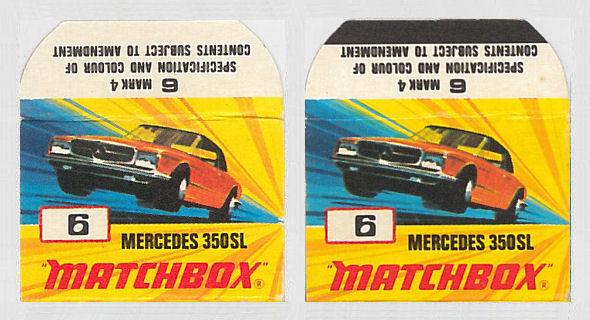 6 MARK 4
SPECIFICATION AND COLOUR OF
CONTENTS SUBJECT TO AMENDMENT
6
MERCEDES 350SL
"MATCHBOX"®
6 MARK 4
SPECIFICATION AND COLOUR OF
CONTENTS SUBJECT TO AMENDMENT
6
MERCEDES 350SL
"MATCHBOX"®